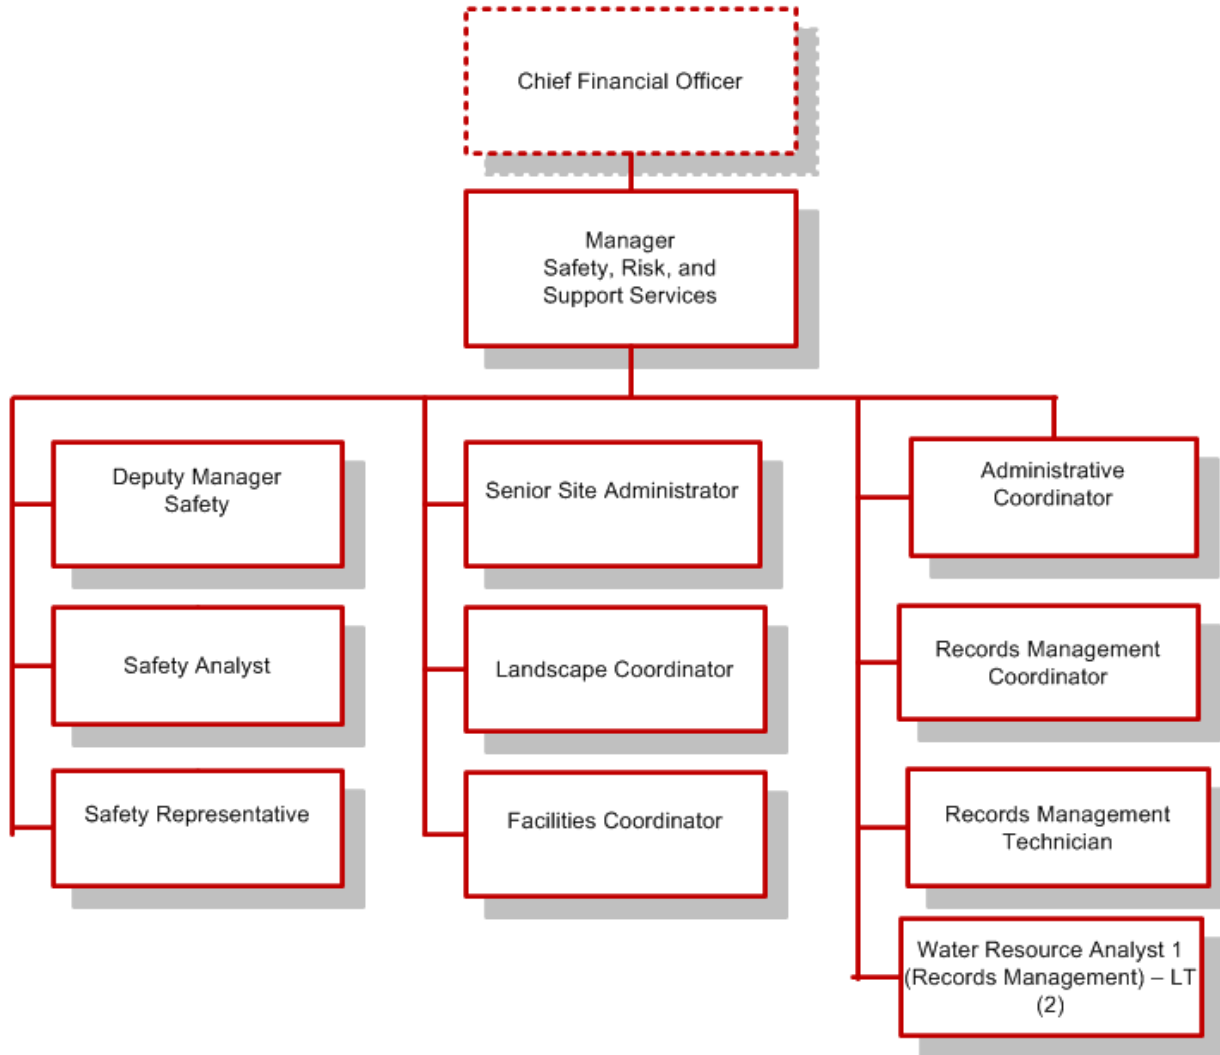 Chief Financial Officer
Manager
Safety, Risk, and
Support Services
Deputy Manager
Safety
Safety Analyst
Safety Representative
Senior Site Administrator
Landscape Coordinator
Facilities Coordinator
Administrative
Coordinator
Records Management
Coordinator
Records Management
Technician
Water Resource Analyst 1
(Records Management) – LT
(2)